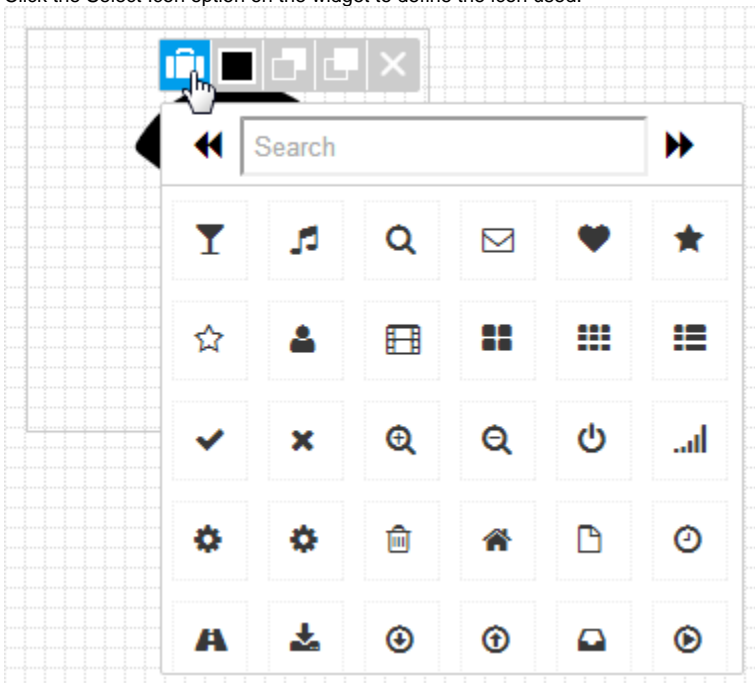 Click the Select Icon option on the widget to define the icon used.
Search